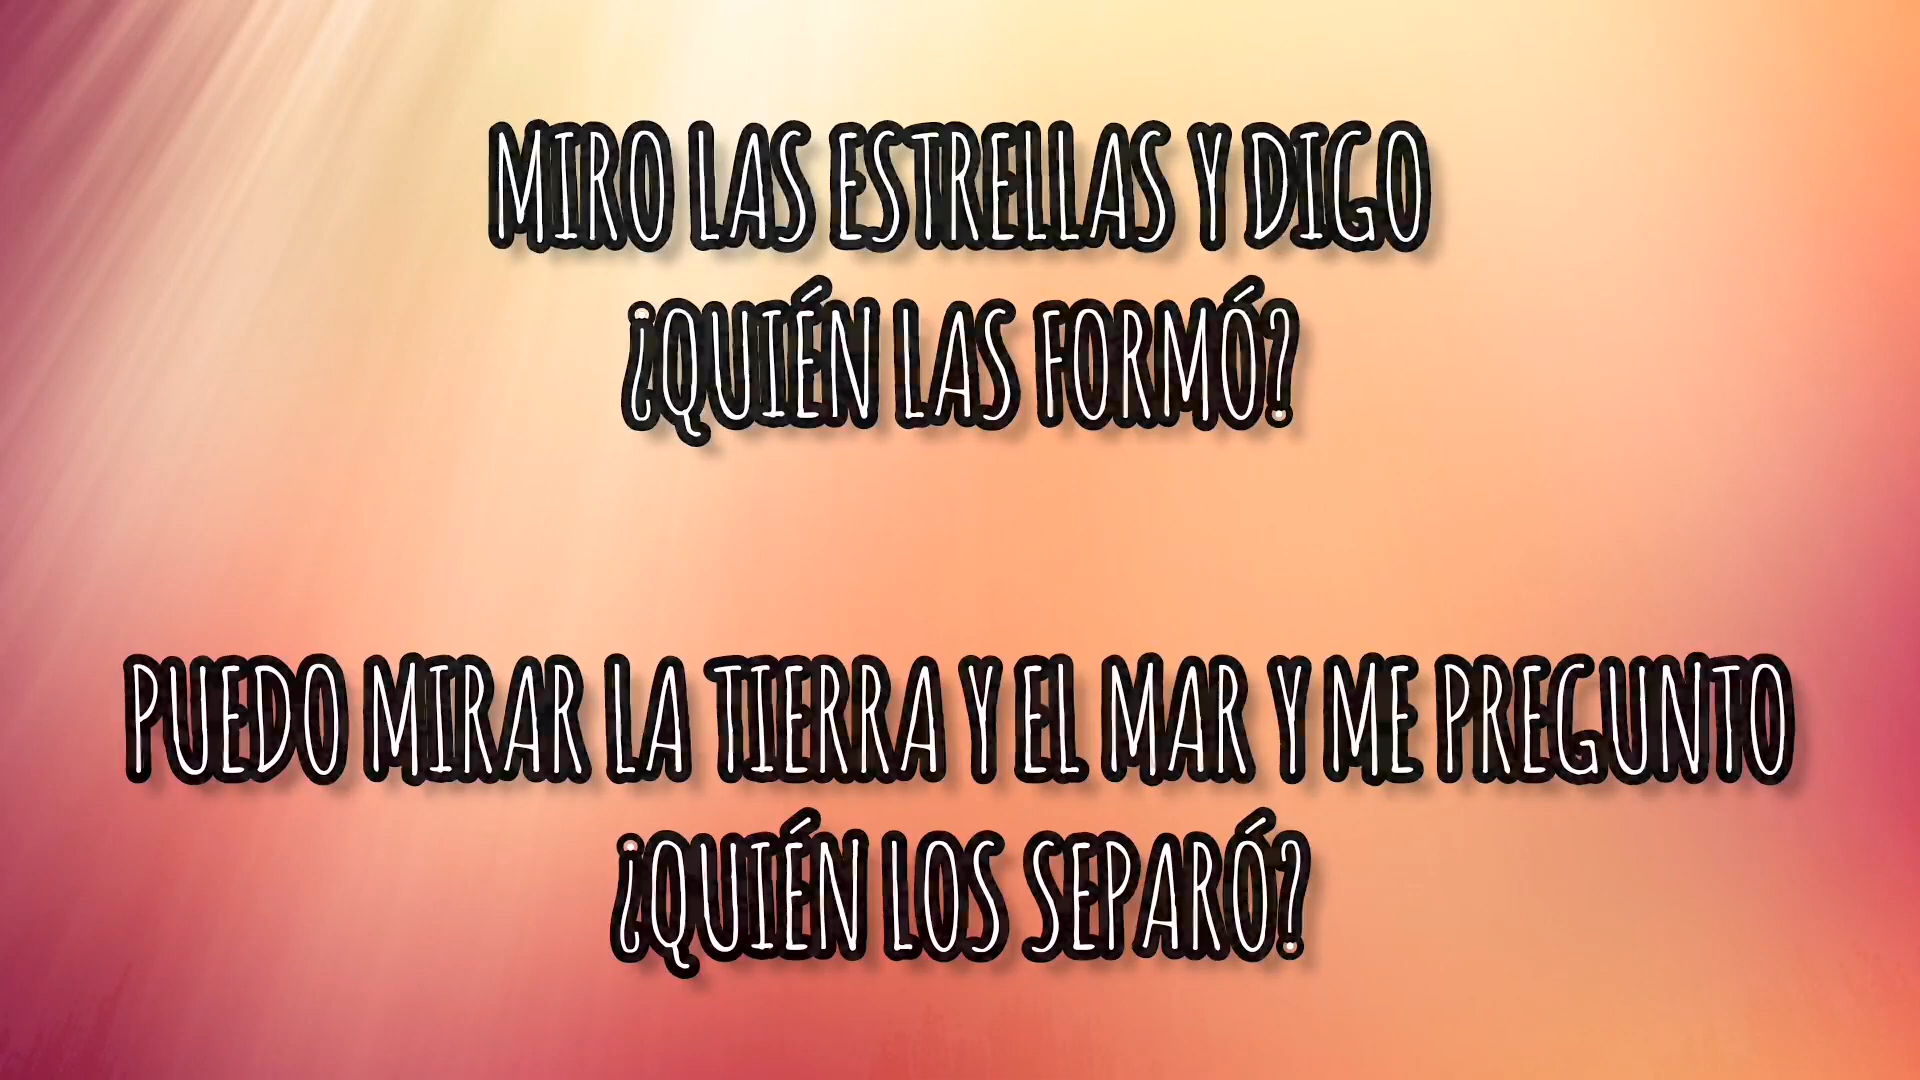 MIRO LAS ESTRELLAS Y DIGO
¿QUIÉN LAS FORMÓ?
PUEDO MIRAR LA TIERRA Y EL MAR Y ME PREGUNTO
¿QUIÉN LOS SEPARÓ?